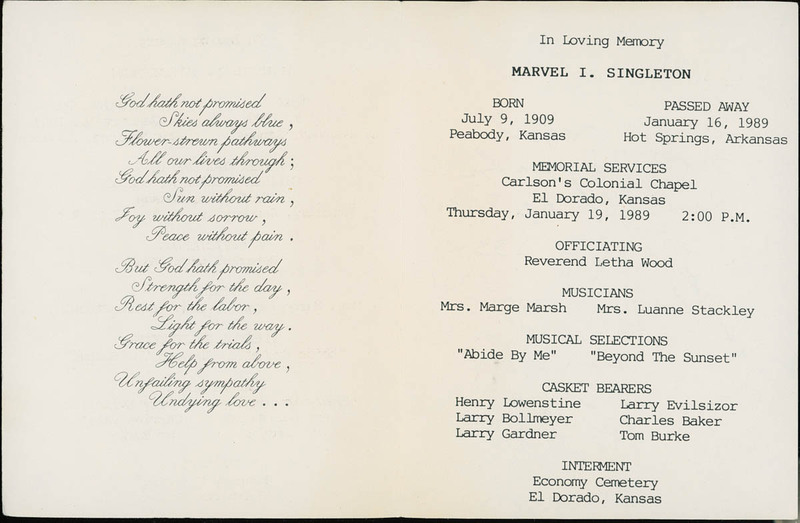 God hath not promised
Skies always blue,
Flower-strewn pathways
All our lives through;
God hath not promised
Sun without rain,
Joy without sorrow,
Peace without pain.
But God hath promised
Strength for the day,
Rest for the labor,
Light for the way.
Grace for the trials,
Help from above,
Unfailing sympathy
Undying love . . .
In Loving Memory
MARVEL I. SINGLETON
BORN
July 9, 1909
Peabody, Kansas
PASSED AWAY
January 16, 1989
Hot Springs, Arkansas
MEMORIAL SERVICES
Carlson's Colonial Chapel
El Dorado, Kansas
Thursday, January 19, 1989 2:00 P.M.
OFFICIATING
Reverend Letha Wood
MUSICIANS
Mrs. Marge Marsh Mrs. Luanne Stackley
MUSICAL SELECTIONS
"Abide By Me" "Beyond The Sunset"
CASKET BEARERS
Henry Lowenstine Larry Evilsizor
Larry Bollmeyer Charles Baker
Larry Gardner Tom Burke
INTERMENT
Economy Cemetery
El Dorado, Kansas